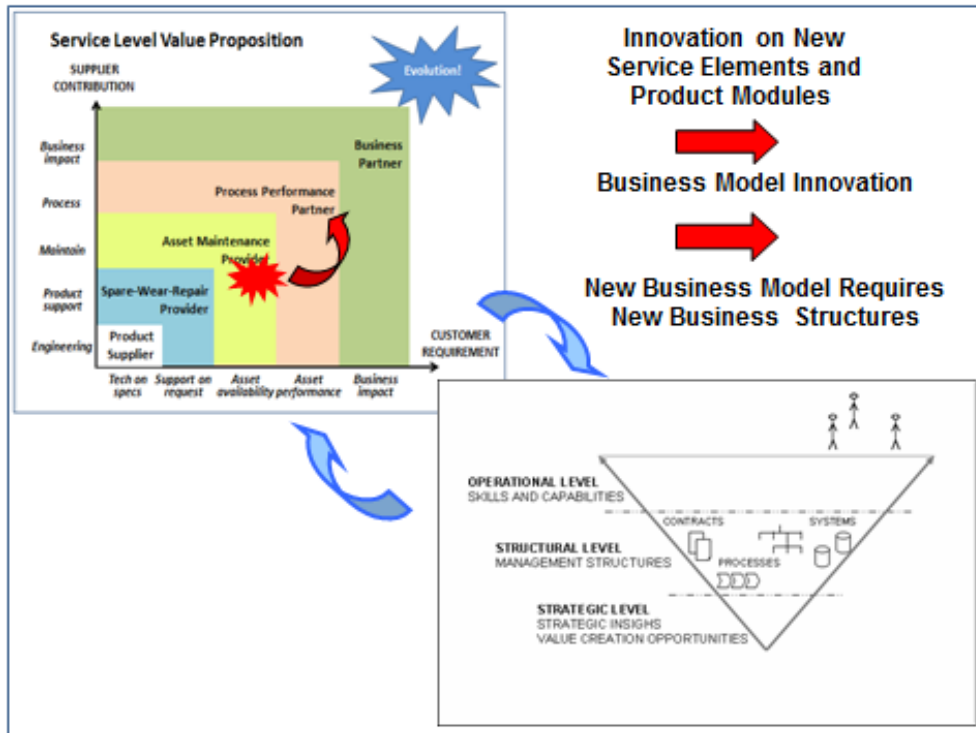 Service Level Value Proposition
SUPPLIER
CONTRIBUTION
Evolution!
Business
impact
Process
Maintain
Product
support
Engineering
Business
Partner
Process Performance
Partner
Asset Maintenance
Provider
Spare-Wear-Repair
Provider
Product
Supplier
CUSTOMER
REQUIREMENT
Tech on
specs
Support on
request
Asset
availability
Asset
performance
Business
impact
Innovation on New
Service Elements and
Product Modules
Business Model Innovation
New Business Model Requires
New Business Structures
OPERATIONAL LEVEL
SKILLS AND CAPABILITIES
CONTRACTS
SYSTEMS
STRUCTURAL LEVEL
MANAGEMENT STRUCTURES
PROCESSES
STRATEGIC LEVEL
STRATEGIC INSIGHS
VALUE CREATION OPPORTUNITIES